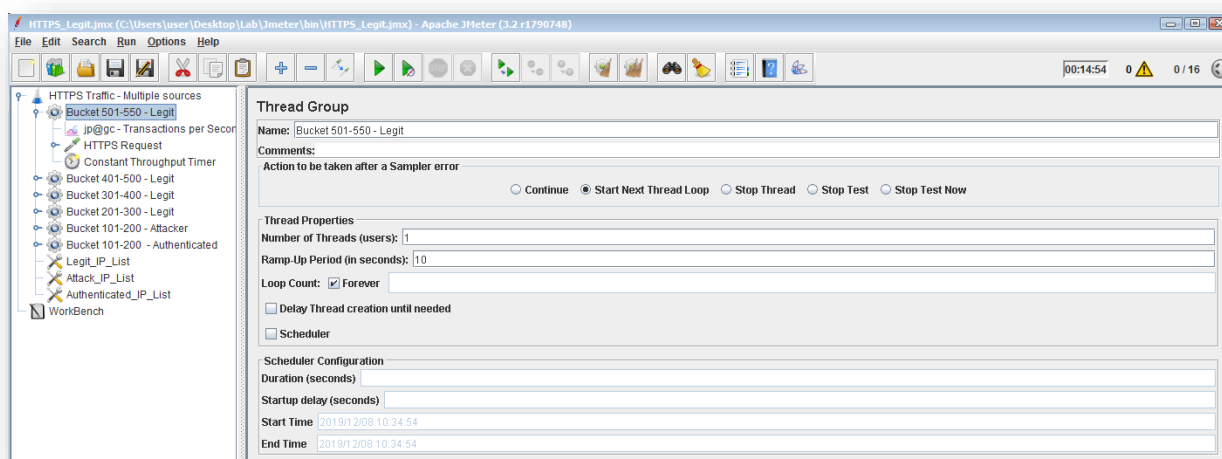 HTTPS_Legit.jmx (C:\Users\user\Desktop\Lab\Jmeter\bin\HTTPS_Legit.jmx) - Apache JMeter (3.2 r1790748)
File Edit Search Run Options Help
00:14:54 0 0 / 16
HTTPS Traffic - Multiple sources
Bucket 501-550 - Legit
jp@gc - Transactions per Secon
HTTPS Request
Constant Throughput Timer
Bucket 401-500 - Legit
Bucket 301-400 - Legit
Bucket 201-300 - Legit
Bucket 101-200 - Attacker
Bucket 101-200 - Authenticated
Legit_IP_List
Attack_IP_List
Authenticated_IP_List
WorkBench
Thread Group
Name: Bucket 501-550 - Legit
Comments:
Action to be taken after a Sampler error
Continue Start Next Thread Loop Stop Thread Stop Test Stop Test Now
Thread Properties
Number of Threads (users): 1
Ramp-Up Period (in seconds): 10
Loop Count: Forever
Delay Thread creation until needed
Scheduler
Scheduler Configuration
Duration (seconds)
Startup delay (seconds)
Start Time 2019/12/08 10:34:54
End Time 2019/12/08 10:34:54